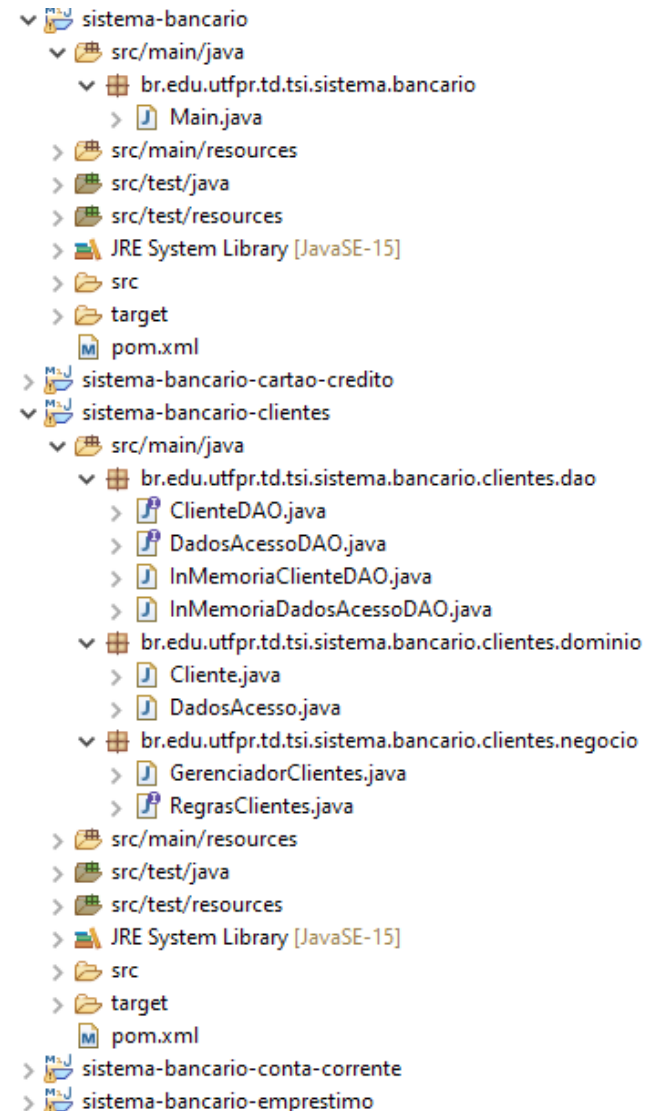 sistema-bancario
src/main/java
br.edu.utfpr.td.tsi.sistema.bancario
Main.java
src/main/resources
src/test/java
src/test/resources
JRE System Library [JavaSE-15]
src
target
pom.xml
sistema-bancario-cartao-credito
sistema-bancario-clientes
src/main/java
br.edu.utfpr.td.tsi.sistema.bancario.clientes.dao
ClienteDAO.java
DadosAcessoDAO.java
InMemoriaClienteDAO.java
InMemoriaDadosAcessoDAO.java
br.edu.utfpr.td.tsi.sistema.bancario.clientes.dominio
Cliente.java
DadosAcesso.java
br.edu.utfpr.td.tsi.sistema.bancario.clientes.negocio
GerenciadorClientes.java
RegrasClientes.java
src/main/resources
src/test/java
src/test/resources
JRE System Library [JavaSE-15]
src
target
pom.xml
sistema-bancario-conta-corrente
sistema-bancario-emprestimo